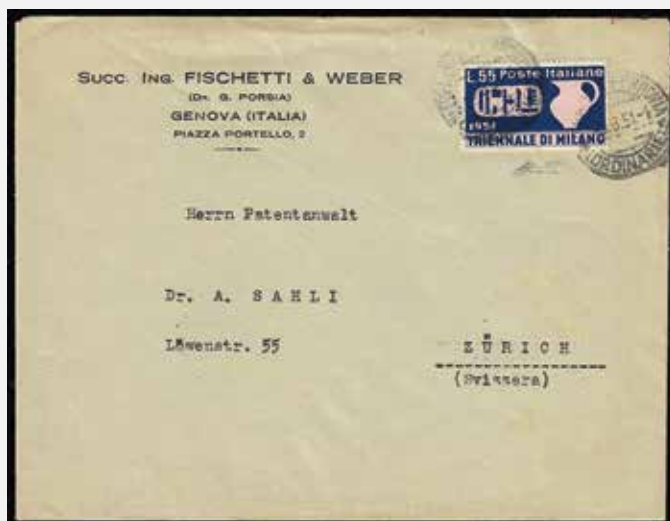 SUCC. ING. FISCHETTI & WEBER
(DR. G. PORSIA)
GENOVA (ITALIA)
PIAZZA PORTELLO, 2
L.55 Poste Italiane
1951
TRIENNALE DI MILANO
ORDINARIE
Herrn Patentanwalt
Dr. A. SAHLI
Löwenstr. 55
ZÜRICH
(Svizzera)